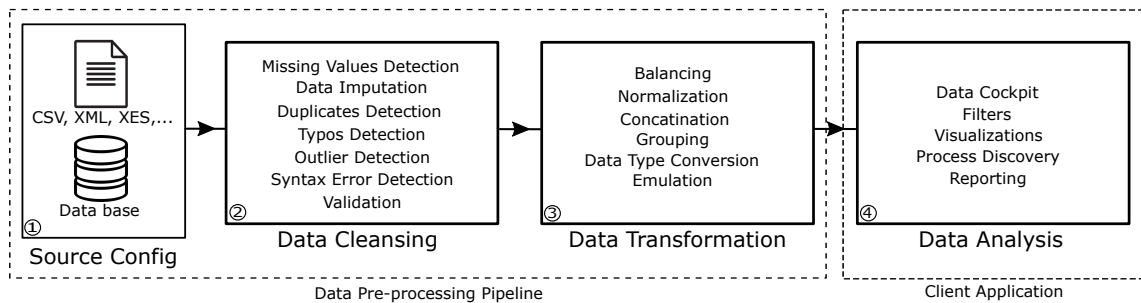 CSV, XML, XES,...
Data base
①
Source Config
Missing Values Detection
Data Imputation
Duplicates Detection
Typos Detection
Outlier Detection
Syntax Error Detection
Validation
②
Data Cleansing
Balancing
Normalization
Concatination
Grouping
Data Type Conversion
Emulation
③
Data Transformation
Data Pre-processing Pipeline
Data Cockpit
Filters
Visualizations
Process Discovery
Reporting
④
Data Analysis
Client Application